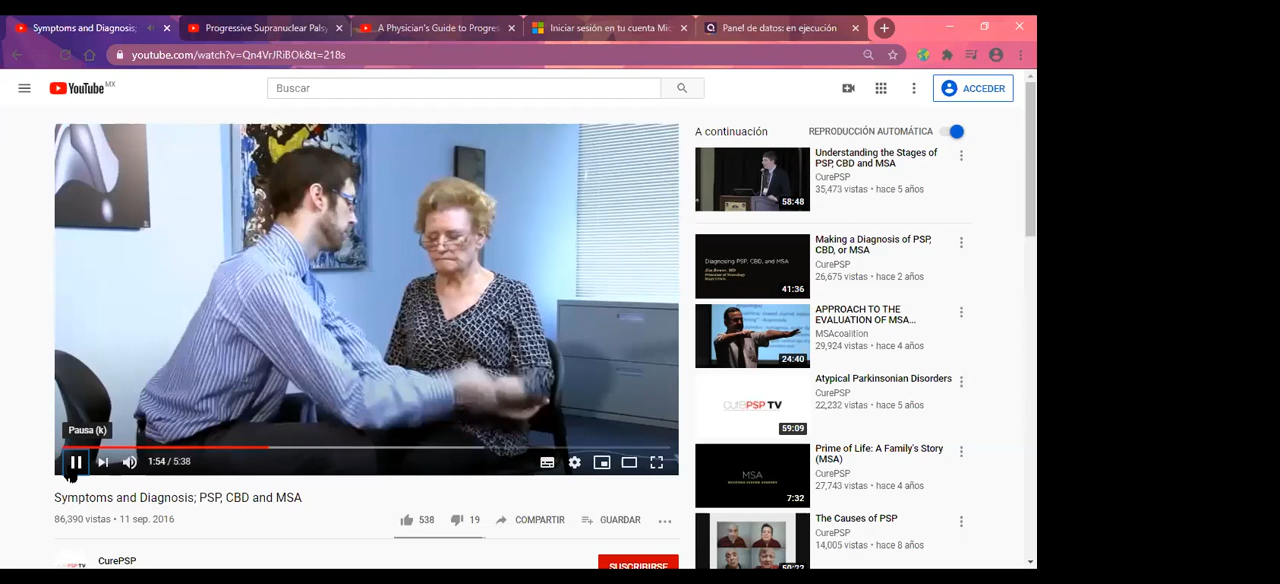 Symptoms and Diagnosis;
Progressive Supranuclear Palsy
A Physician's Guide to Progres
Iniciar sesión en tu cuenta Mic
Panel de datos: en ejecución
youtube.com/watch?v=Qn4VrJRiBOk&t=218s
YouTube MX
Buscar
ACCEDER
A continuación
REPRODUCCIÓN AUTOMÁTICA
Understanding the Stages of
PSP, CBD and MSA
CurePSP
35,473 vistas • hace 5 años
58:48
Making a Diagnosis of PSP,
CBD, or MSA
CurePSP
26,675 vistas • hace 2 años
Diagnosing PSP, CBD, and MSA
41:36
APPROACH TO THE
EVALUATION OF MSA...
MSAcoalition
29,924 vistas • hace 4 años
24:40
Atypical Parkinsonian Disorders
CurePSP
22,232 vistas • hace 5 años
CurePSP TV
59:09
Prime of Life: A Family's Story
(MSA)
CurePSP
27,743 vistas • hace 4 años
MSA
7:32
The Causes of PSP
CurePSP
14,005 vistas • hace 8 años
50:22
Pausa (k)
1:54 / 5:38
Symptoms and Diagnosis; PSP, CBD and MSA
86,390 vistas • 11 sep. 2016
538
19
COMPARTIR
GUARDAR
CurePSP
SUSCRIBIRSE